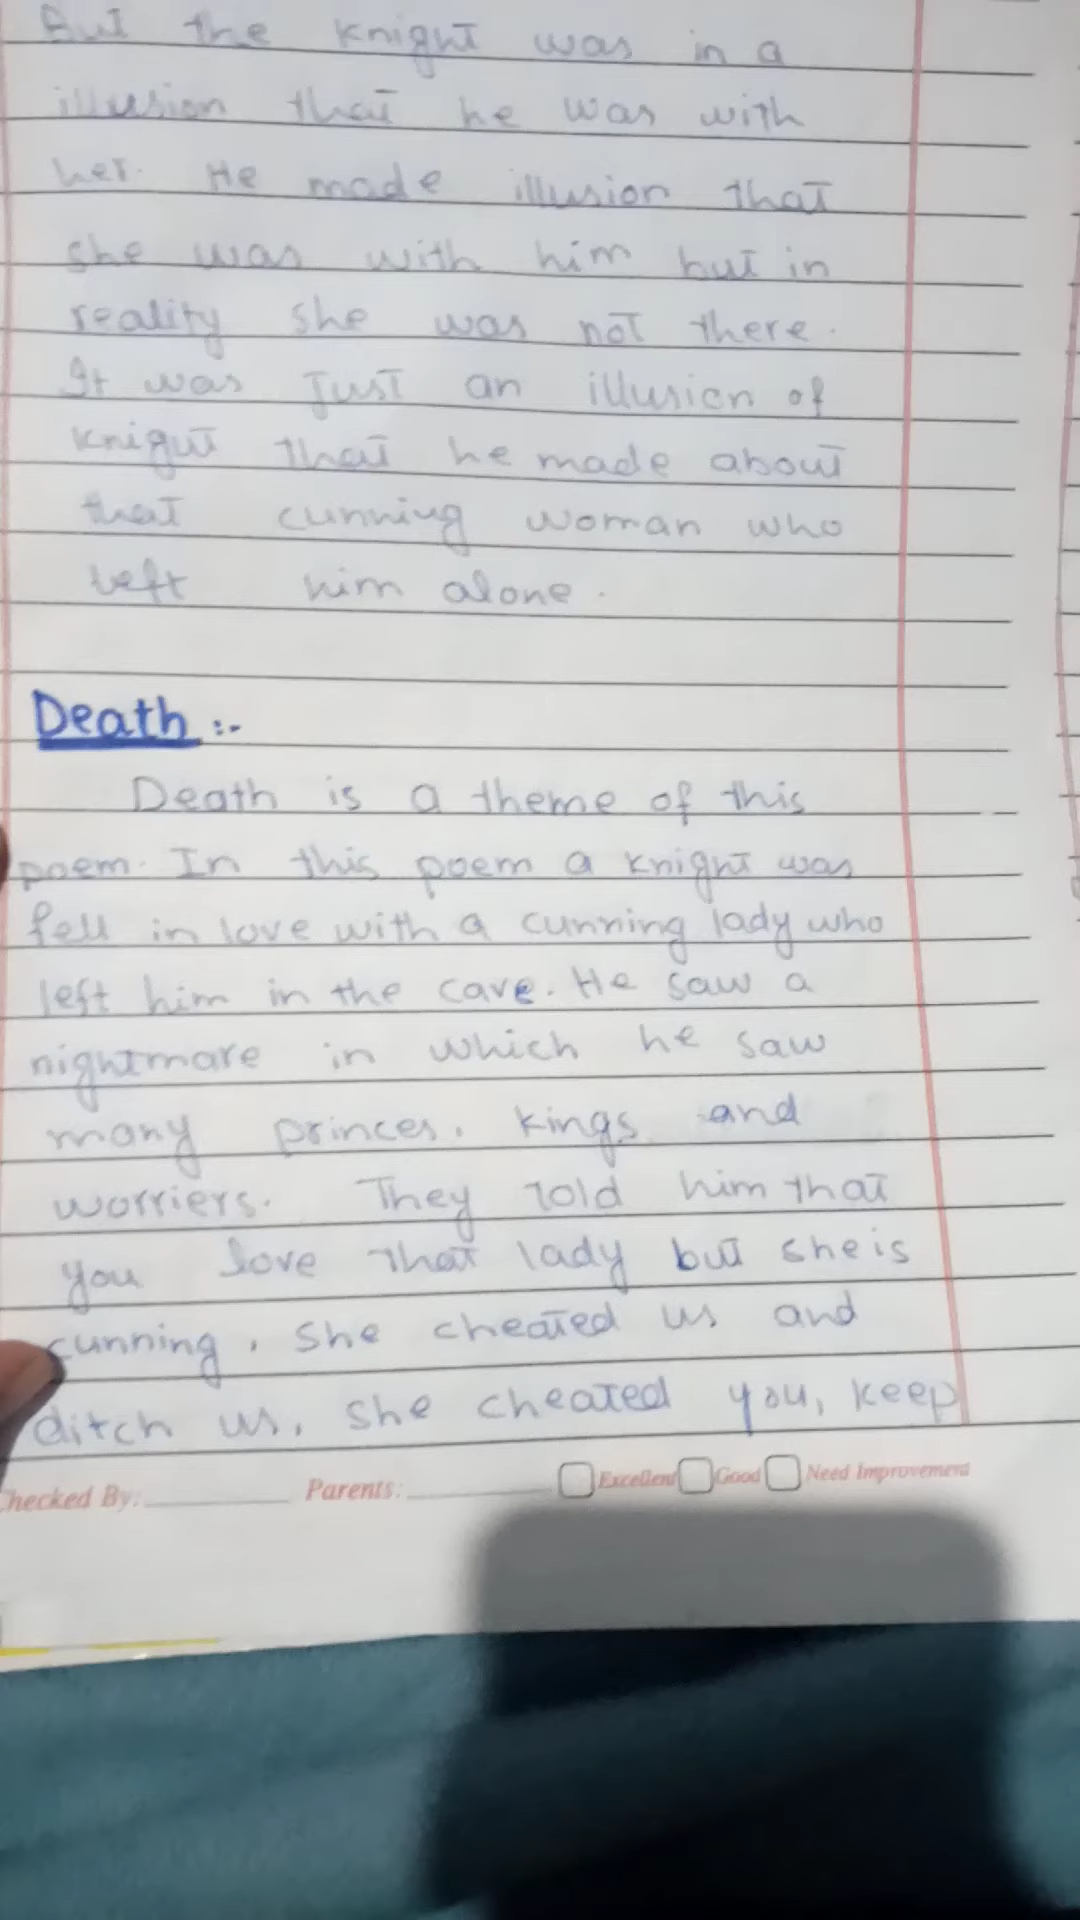 But the knight was in a
illusion that he was with
her. He made illusion that
she was with him but in
reality she was not there.
It was Just an illusion of
knight that he made about
that cunning woman who
left him alone.
Death :-
Death is a theme of this
poem. In this poem a knight was
fell in love with a cunning lady who
left him in the cave. He saw a
nightmare in which he saw
many princes, kings and
worriers. They told him that
you love that lady but she is
cunning, she cheated us and
ditch us, she cheated you, keep
Checked By: Parents: Excellent Good Need Improvement